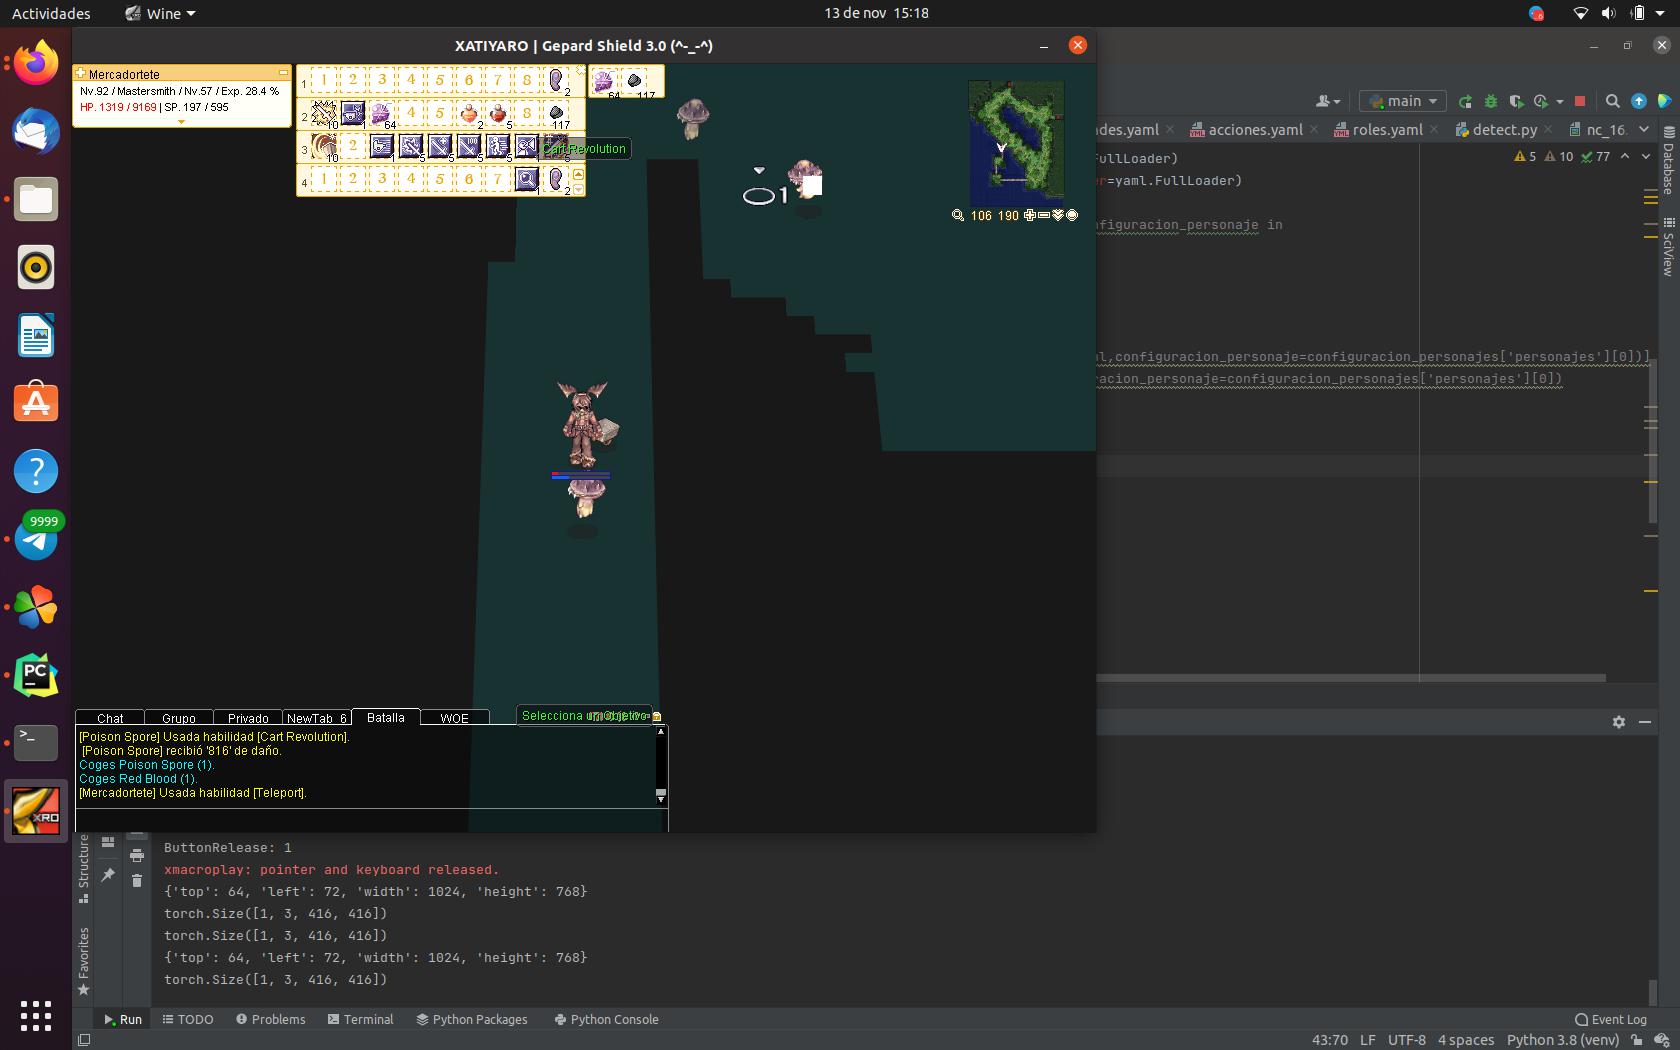 Actividades
Wine
13 de nov 15:18
XATIYARO | Gepard Shield 3.0 (^-_-^)
Mercadortete
Nv.92 / Mastersmith / Nv.57 / Exp. 28.4 %
HP. 1319 / 9169 | SP. 197 / 595
1 1 2 3 4 5 6 7 8 2
64 117
2 10 1 64 4 5 2 5 8 117
3 10 2 1 5 5 5 5 5
Cart Revolution
4 1 2 3 4 5 6 7 1 2
1
106 190
main
ades.yaml
acciones.yaml
roles.yaml
detect.py
nc_16.
FullLoader)
5 10 77
er=yaml.FullLoader)
nfiguracion_personaje in
ml,configuracion_personaje=configuracion_personajes['personajes'][0])]
racion_personaje=configuracion_personajes['personajes'][0])
Database
SciView
9999
PC
XRO
Chat
Grupo
Privado
NewTab 6
Batalla
WOE
Selecciona
[Poison Spore] Usada habilidad [Cart Revolution].
[Poison Spore] recibió '816' de daño.
Coges Poison Spore (1).
Coges Red Blood (1).
[Mercadortete] Usada habilidad [Teleport].
ButtonRelease: 1
xmacroplay: pointer and keyboard released.
{'top': 64, 'left': 72, 'width': 1024, 'height': 768}
torch.Size([1, 3, 416, 416])
torch.Size([1, 3, 416, 416])
{'top': 64, 'left': 72, 'width': 1024, 'height': 768}
torch.Size([1, 3, 416, 416])
Structure
Favorites
Run
TODO
Problems
Terminal
Python Packages
Python Console
Event Log
43:70 LF UTF-8 4 spaces Python 3.8 (venv)